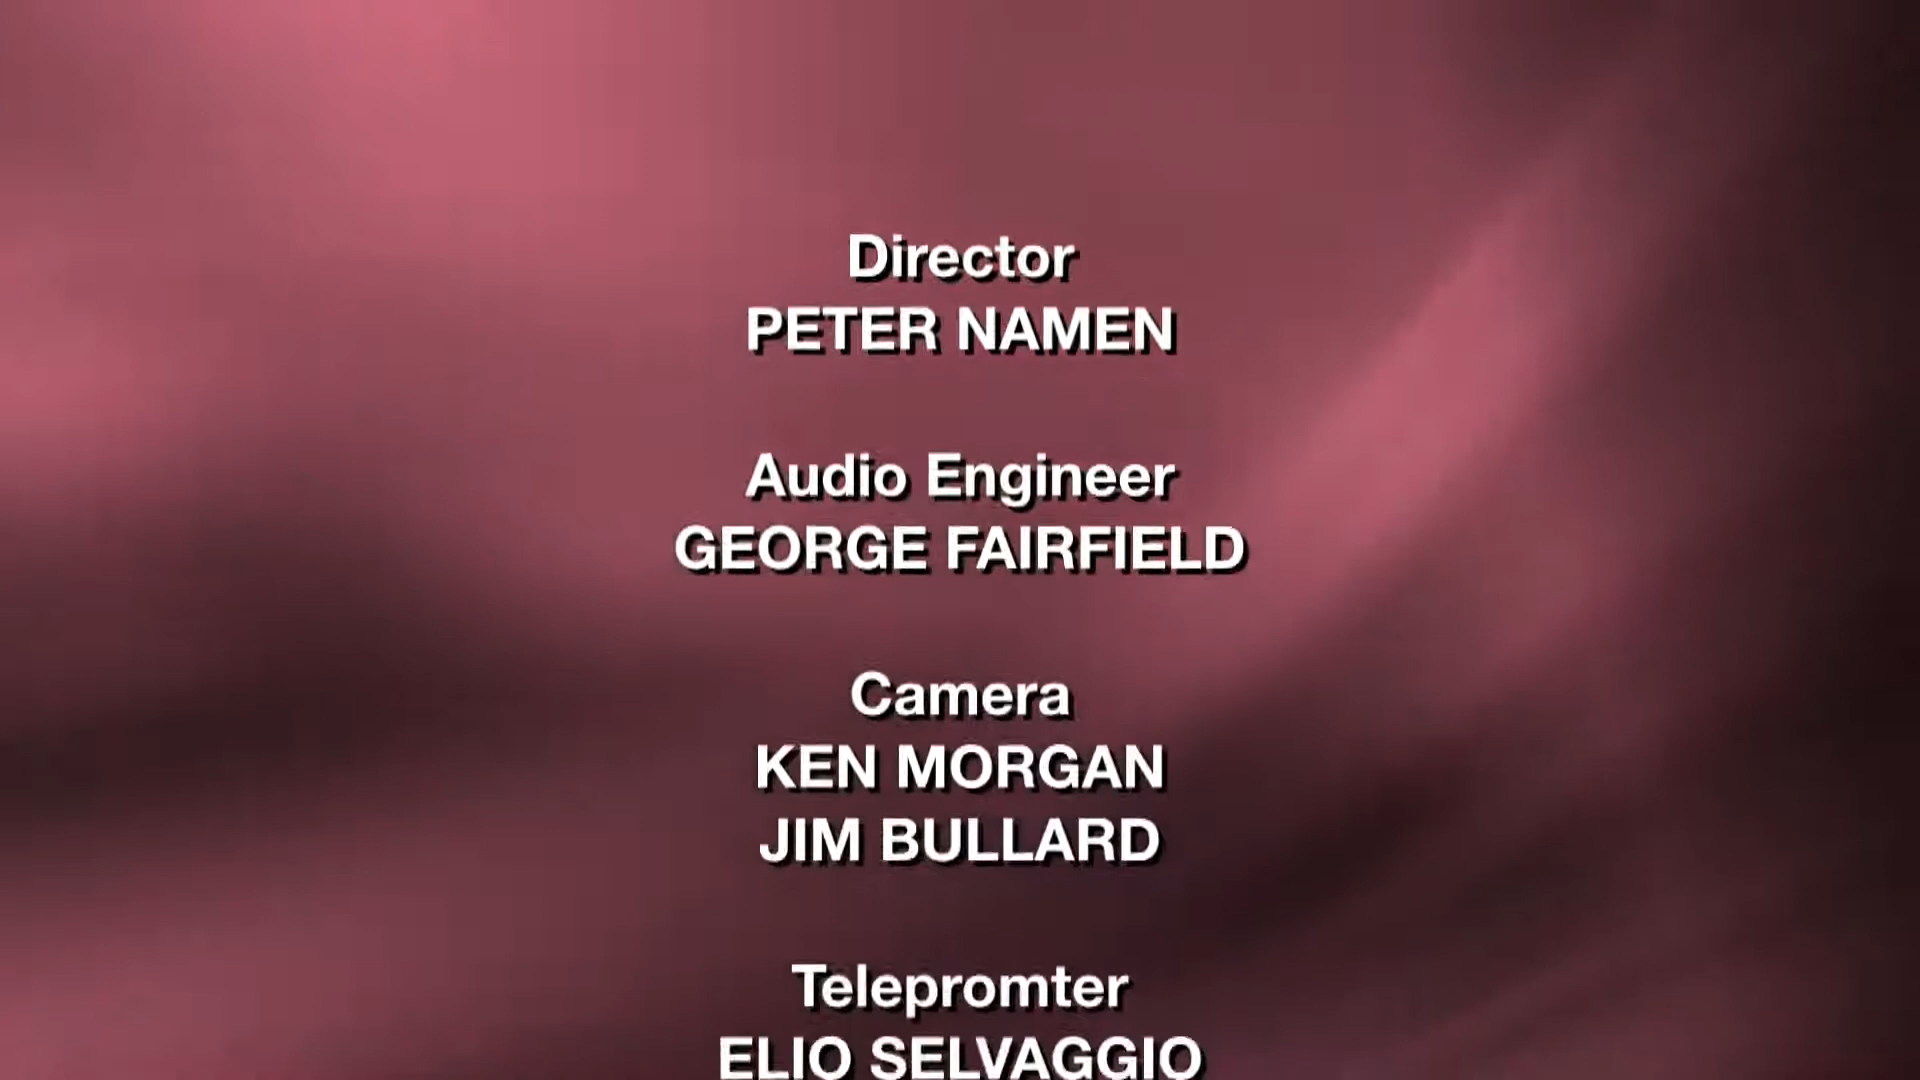 Director
PETER NAMEN
Audio Engineer
GEORGE FAIRFIELD
Camera
KEN MORGAN
JIM BULLARD
Telepromter
ELIO SELVAGGIO